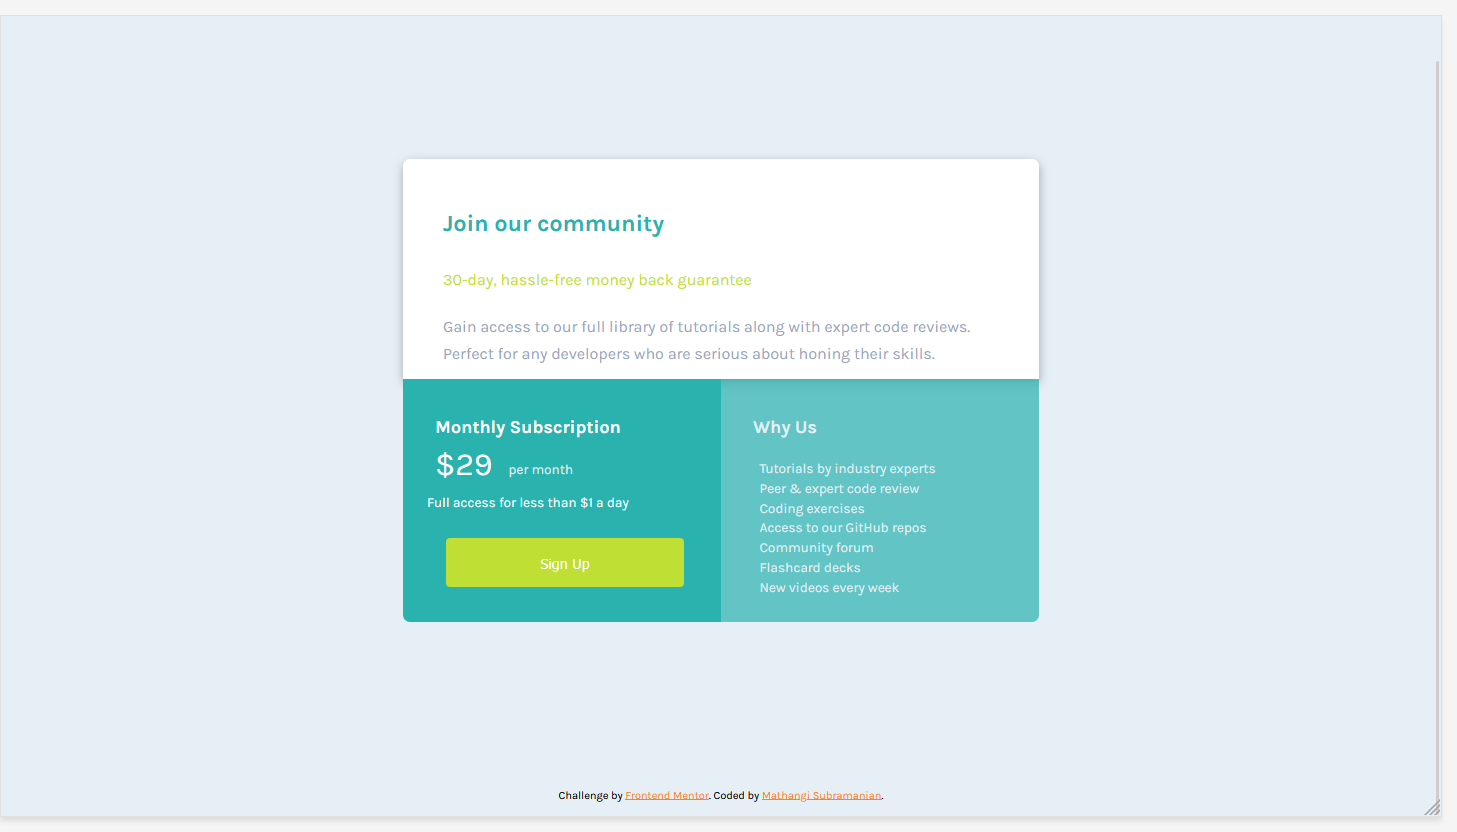 Join our community
30-day, hassle-free money back guarantee
Gain access to our full library of tutorials along with expert code reviews.
Perfect for any developers who are serious about honing their skills.
Monthly Subscription
$29 per month
Full access for less than $1 a day
Sign Up
Why Us
Tutorials by industry experts
Peer & expert code review
Coding exercises
Access to our GitHub repos
Community forum
Flashcard decks
New videos every week
Challenge by Frontend Mentor. Coded by Mathangi Subramanian.